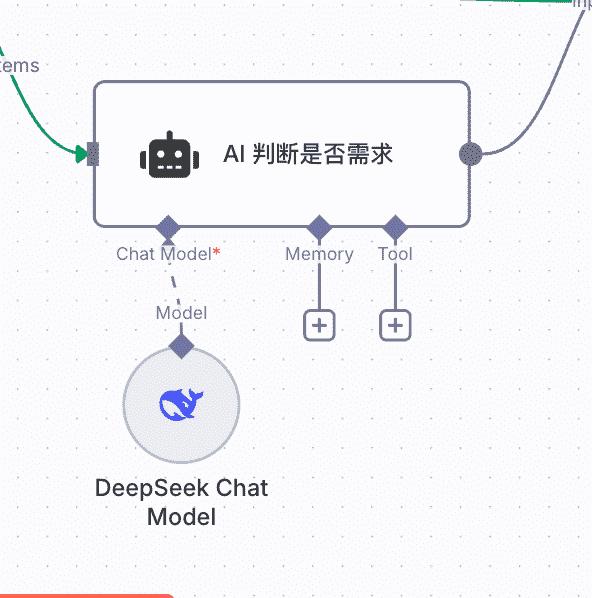 AI 判断是否需求
Chat Model*
Memory
Tool
Model
DeepSeek Chat
Model